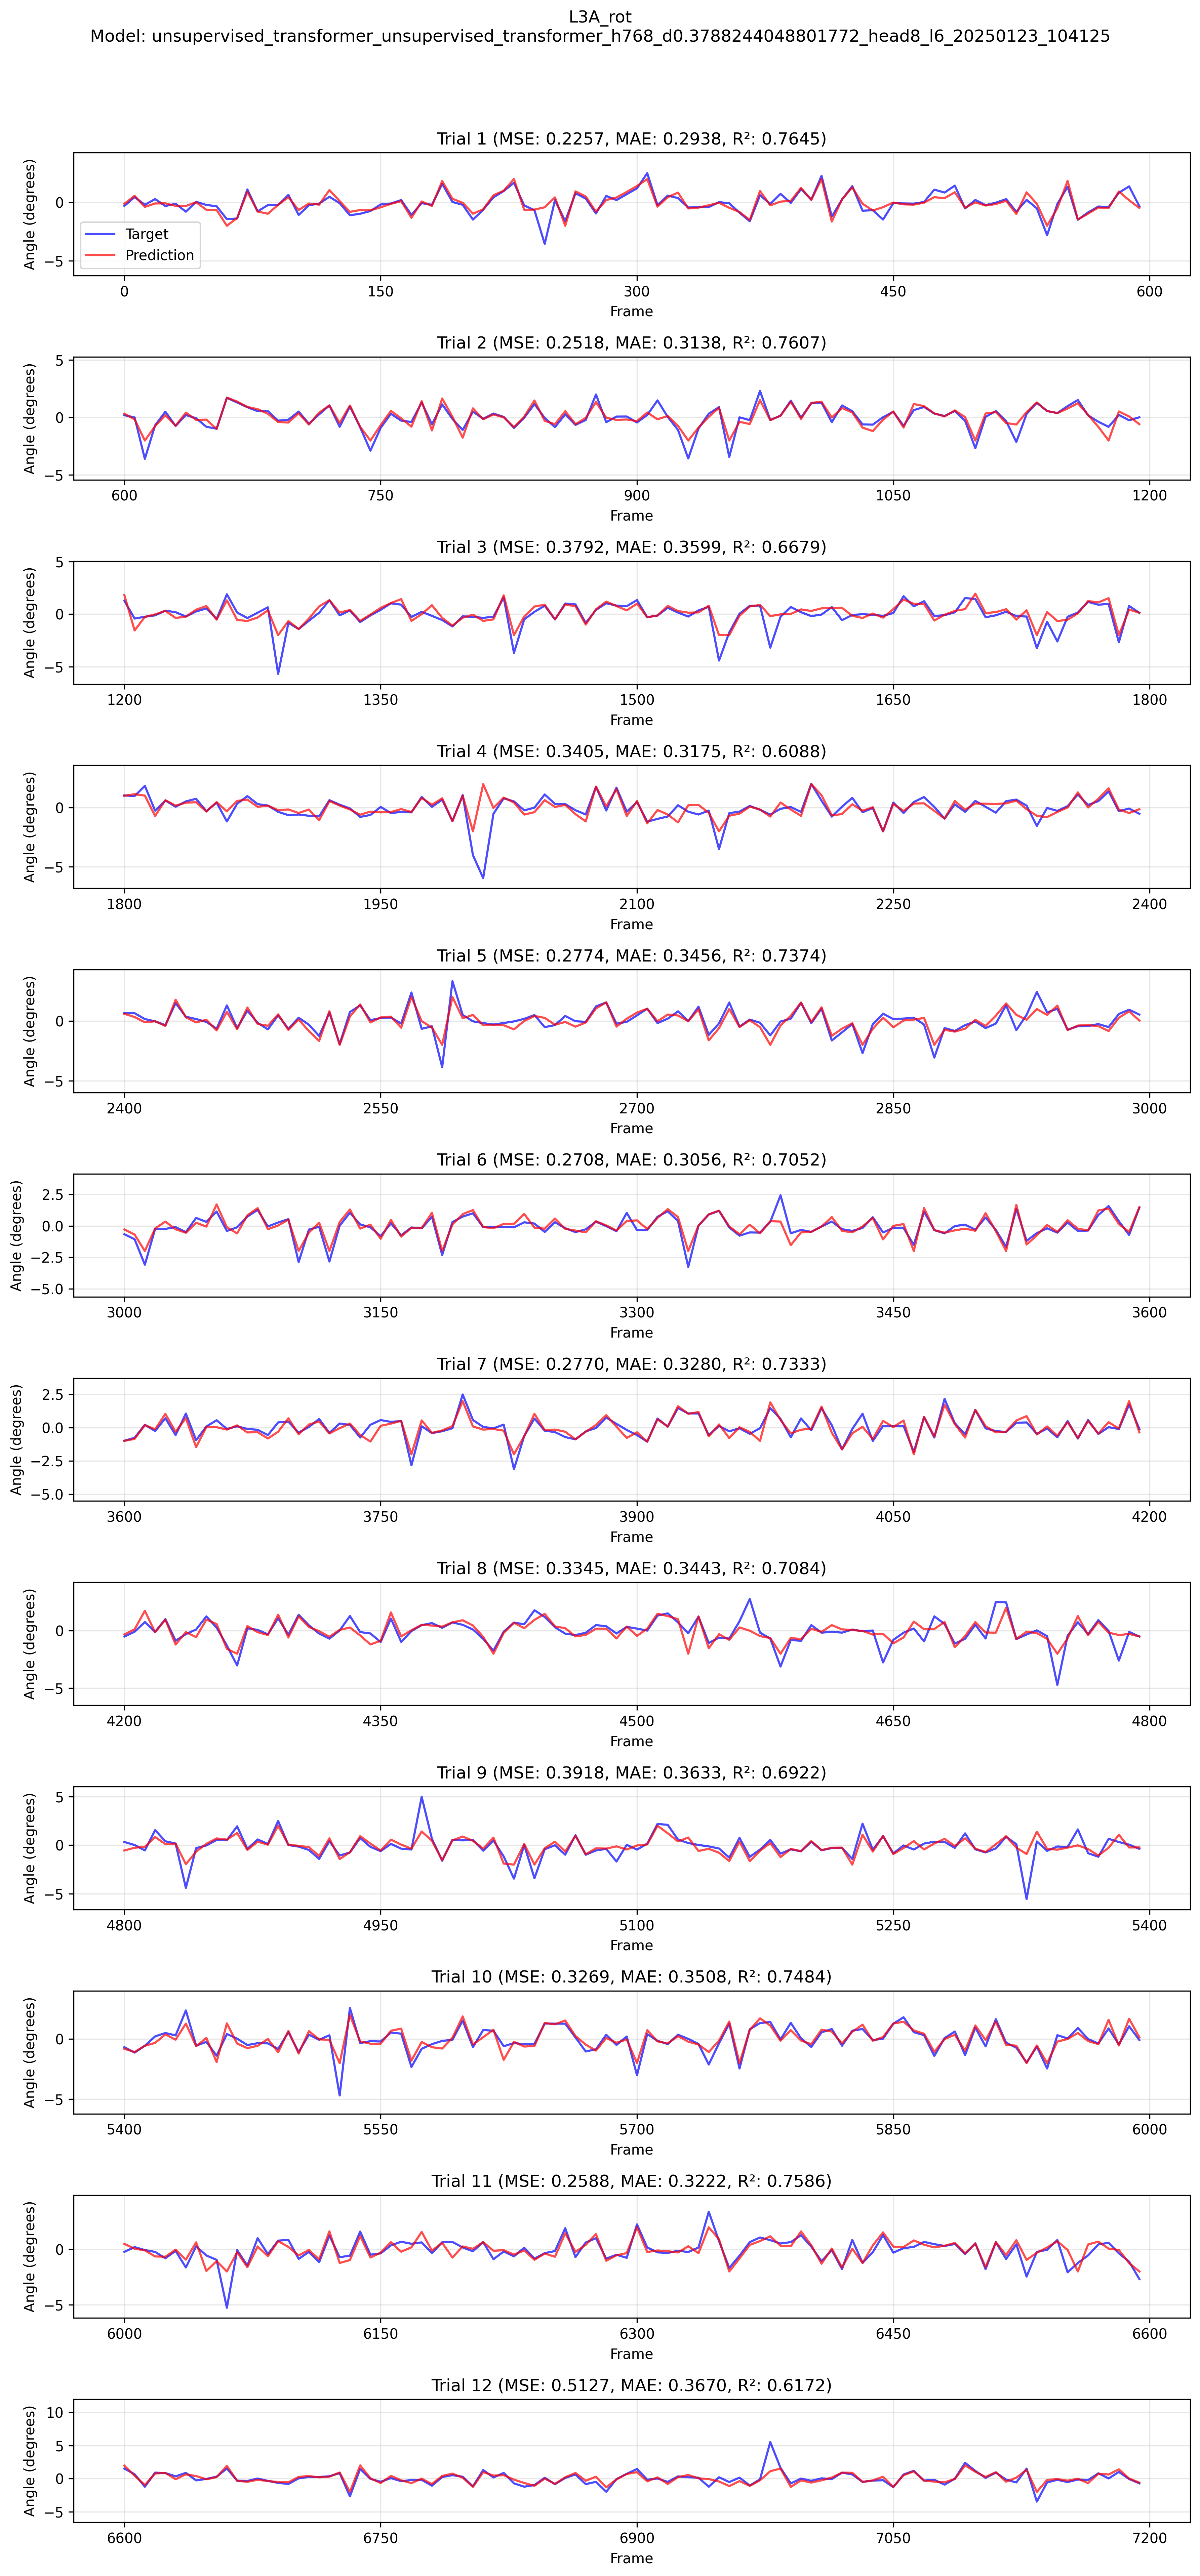 L3A_rot
Model: unsupervised_transformer_unsupervised_transformer_h768_d0.3788244048801772_head8_l6_20250123_104125
Trial 1 (MSE: 0.2257, MAE: 0.2938, R²: 0.7645)
Angle (degrees)
0
−5
Target
Prediction
0 150 300 450 600
Frame
Trial 2 (MSE: 0.2518, MAE: 0.3138, R²: 0.7607)
Angle (degrees)
5
0
−5
600 750 900 1050 1200
Frame
Trial 3 (MSE: 0.3792, MAE: 0.3599, R²: 0.6679)
Angle (degrees)
5
0
−5
1200 1350 1500 1650 1800
Frame
Trial 4 (MSE: 0.3405, MAE: 0.3175, R²: 0.6088)
Angle (degrees)
0
−5
1800 1950 2100 2250 2400
Frame
Trial 5 (MSE: 0.2774, MAE: 0.3456, R²: 0.7374)
Angle (degrees)
0
−5
2400 2550 2700 2850 3000
Frame
Trial 6 (MSE: 0.2708, MAE: 0.3056, R²: 0.7052)
Angle (degrees)
2.5
0.0
−2.5
−5.0
3000 3150 3300 3450 3600
Frame
Trial 7 (MSE: 0.2770, MAE: 0.3280, R²: 0.7333)
Angle (degrees)
2.5
0.0
−2.5
−5.0
3600 3750 3900 4050 4200
Frame
Trial 8 (MSE: 0.3345, MAE: 0.3443, R²: 0.7084)
Angle (degrees)
0
−5
4200 4350 4500 4650 4800
Frame
Trial 9 (MSE: 0.3918, MAE: 0.3633, R²: 0.6922)
Angle (degrees)
5
0
−5
4800 4950 5100 5250 5400
Frame
Trial 10 (MSE: 0.3269, MAE: 0.3508, R²: 0.7484)
Angle (degrees)
0
−5
5400 5550 5700 5850 6000
Frame
Trial 11 (MSE: 0.2588, MAE: 0.3222, R²: 0.7586)
Angle (degrees)
0
−5
6000 6150 6300 6450 6600
Frame
Trial 12 (MSE: 0.5127, MAE: 0.3670, R²: 0.6172)
Angle (degrees)
10
5
0
−5
6600 6750 6900 7050 7200
Frame